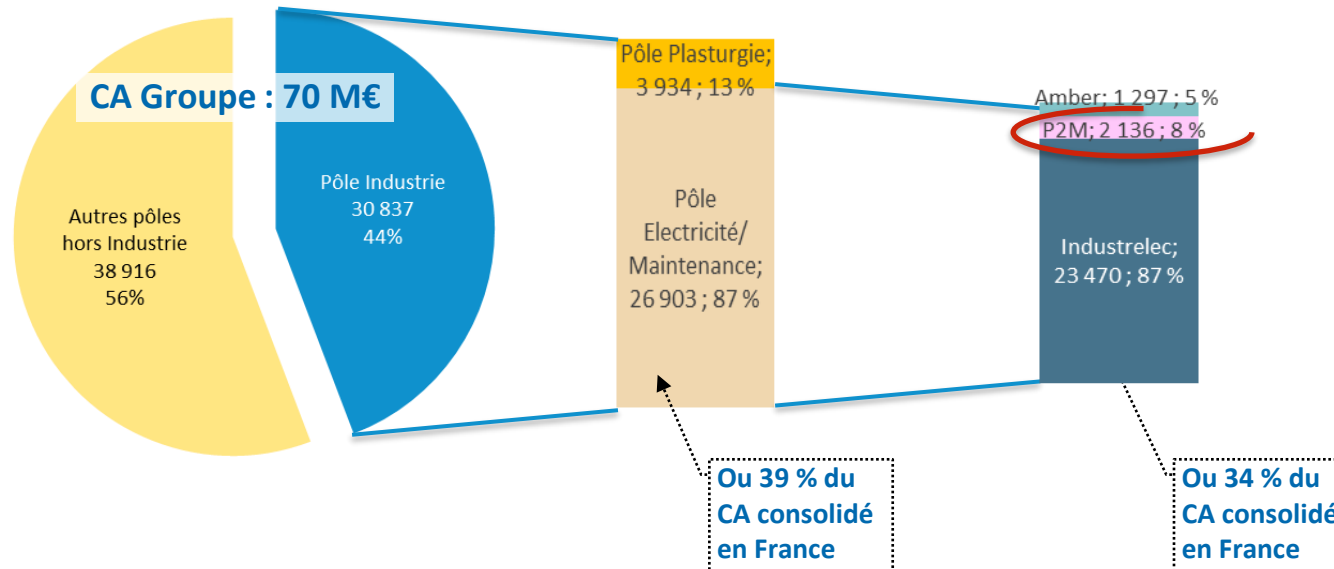 CA Groupe : 70 M€
Autres pôles
hors Industrie
38 916
56%
Pôle Industrie
30 837
44%
Pôle Plasturgie;
3 934 ; 13 %
Pôle
Electricité/
Maintenance;
26 903 ; 87 %
Amber; 1 297 ; 5 %
P2M; 2 136 ; 8 %
Industrelec;
23 470 ; 87 %
Ou 39 % du
CA consolidé
en France
Ou 34 % du
CA consolidé
en France